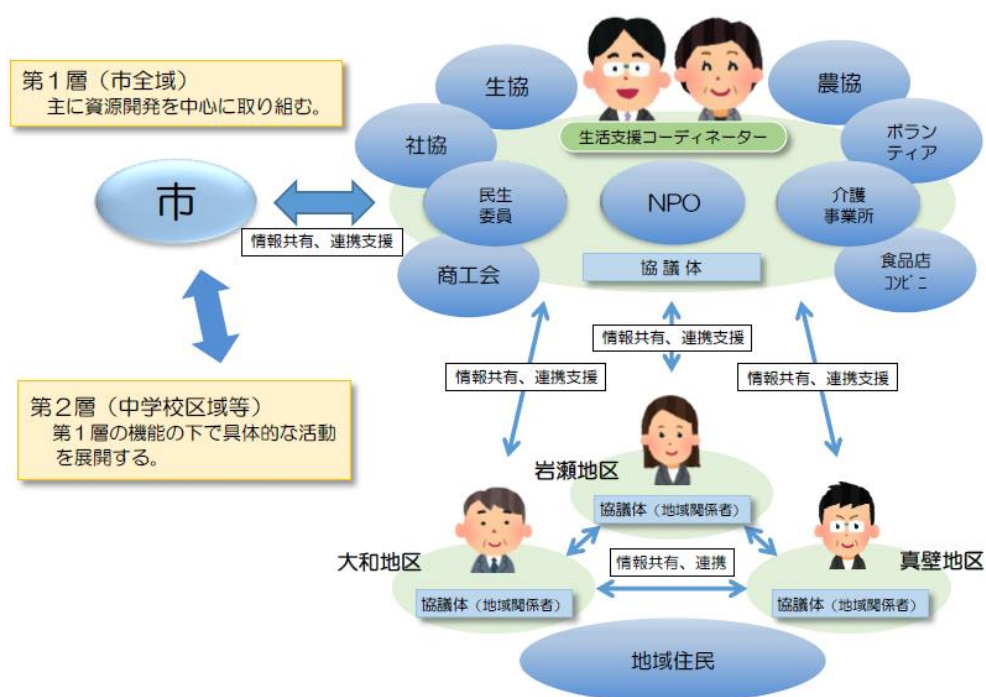 第１層（市全域）
主に資源開発を中心に取り組む。
生協
農協
社協
生活支援コーディネーター
ボラン
ティア
市
民生
委員
NPO
介護
事業所
情報共有、連携支援
商工会
協議体
食品店
ｺﾝﾋﾞﾆ
情報共有、連携支援
情報共有、連携支援
情報共有、連携支援
第２層（中学校区域等）
第１層の機能の下で具体的な活動
を展開する。
岩瀬地区
協議体（地域関係者）
大和地区
情報共有、連携
真壁地区
協議体（地域関係者）
協議体（地域関係者）
地域住民